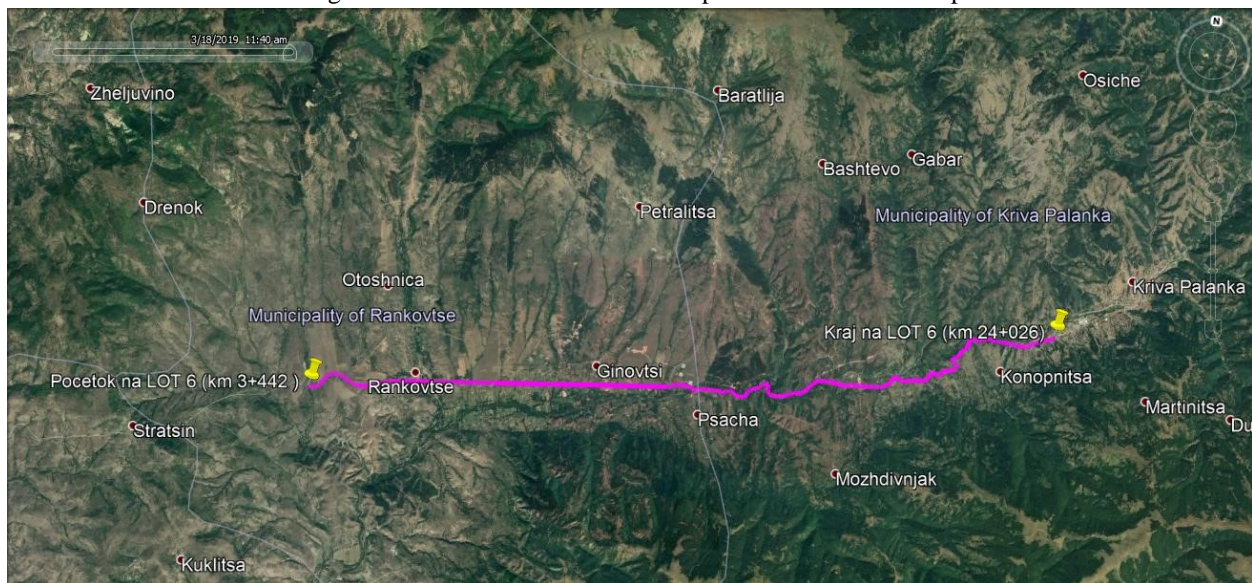 3/18/2019 11:40 am
N
Zheljuvino
Baratlija
Osiche
Bashtevo
Gabar
Drenok
Petralitsa
Municipality of Kriva Palanka
Otoshnica
Kriva Palanka
Municipality of Rankovtse
Kraj na LOT 6 (km 24+026)
Pocetok na LOT 6 (km 3+442 )
Rankovtse
Ginovtsi
Konopnitsa
Martinitsa
Stratsin
Psacha
Du
Mozhdivnjak
Kuklitsa